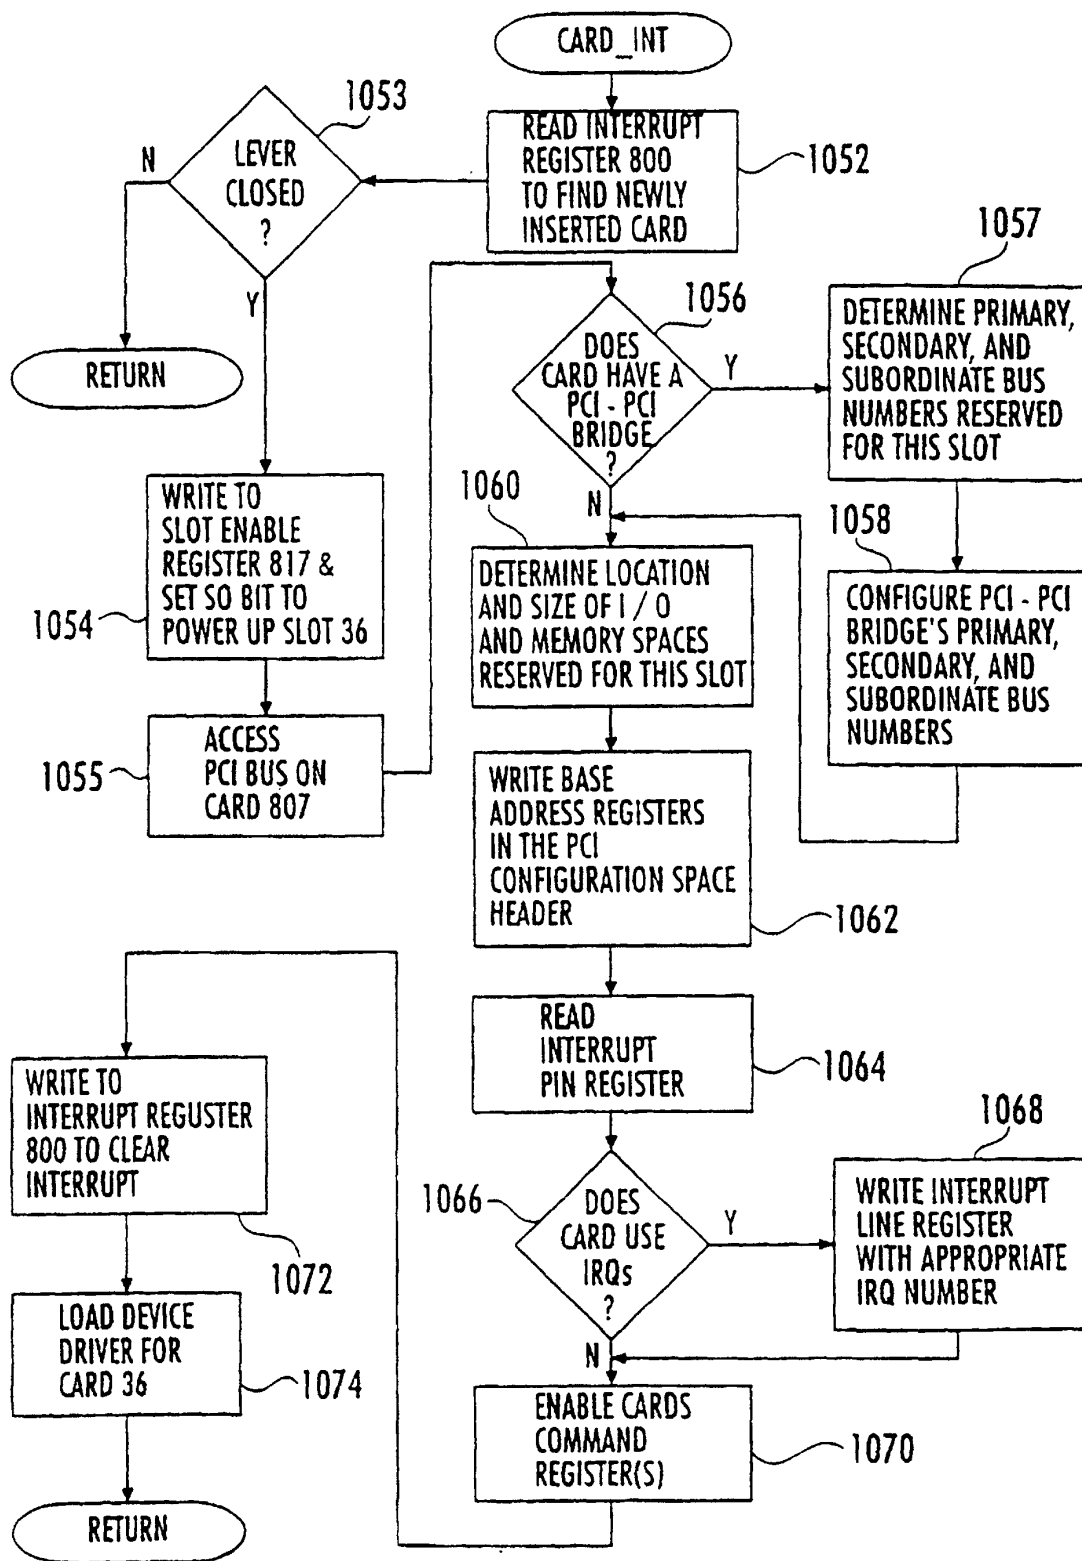 CARD_INT
READ INTERRUPT
REGISTER 800
TO FIND NEWLY
INSERTED CARD
1052
1053
LEVER
CLOSED
?
N
Y
RETURN
WRITE TO
SLOT ENABLE
REGISTER 817 &
SET SO BIT TO
POWER UP SLOT 36
1054
ACCESS
PCI BUS ON
CARD 807
1055
1056
DOES
CARD HAVE A
PCI - PCI
BRIDGE
?
Y
N
1057
DETERMINE PRIMARY,
SECONDARY, AND
SUBORDINATE BUS
NUMBERS RESERVED
FOR THIS SLOT
1058
CONFIGURE PCI - PCI
BRIDGE'S PRIMARY,
SECONDARY, AND
SUBORDINATE BUS
NUMBERS
1060
DETERMINE LOCATION
AND SIZE OF I / O
AND MEMORY SPACES
RESERVED FOR THIS SLOT
WRITE BASE
ADDRESS REGISTERS
IN THE PCI
CONFIGURATION SPACE
HEADER
1062
READ
INTERRUPT
PIN REGISTER
1064
1066
DOES
CARD USE
IRQs
?
Y
N
1068
WRITE INTERRUPT
LINE REGISTER
WITH APPROPRIATE
IRQ NUMBER
ENABLE CARDS
COMMAND
REGISTER(S)
1070
WRITE TO
INTERRUPT REGUSTER
800 TO CLEAR
INTERRUPT
1072
LOAD DEVICE
DRIVER FOR
CARD 36
1074
RETURN